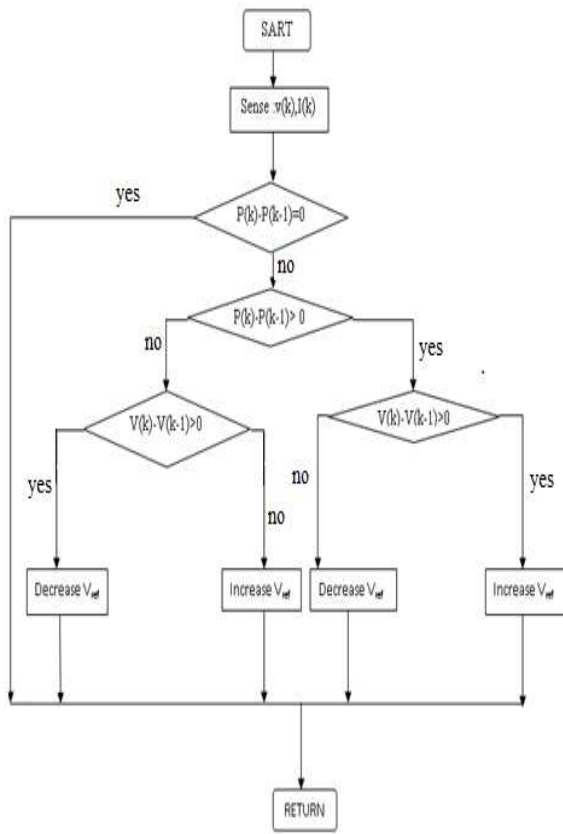 SART
Sense :v(k),I(k)
yes
P(k)-P(k-1)=0
no
P(k)-P(k-1)> 0
no
yes
V(k)-V(k-1)>0
V(k)-V(k-1)>0
yes
no
no
yes
Decrease Vref
Increase Vref
Decrease Vref
Increase Vref
RETURN